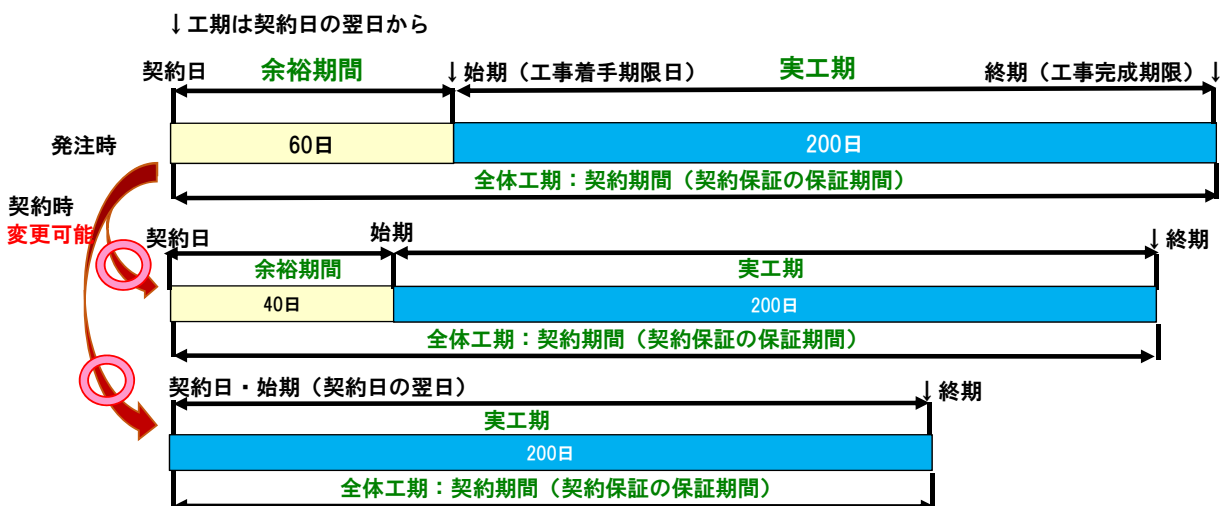 ↓工期は契約日の翌日から
契約日 余裕期間 ↓始期（工事着手期限日） 実工期 終期（工事完成期限）↓
発注時 60日 200日
全体工期：契約期間（契約保証の保証期間）
契約時
変更可能
契約日 始期 ↓終期
余裕期間 実工期
40日 200日
全体工期：契約期間（契約保証の保証期間）
契約日・始期（契約日の翌日） ↓終期
実工期
200日
全体工期：契約期間（契約保証の保証期間）